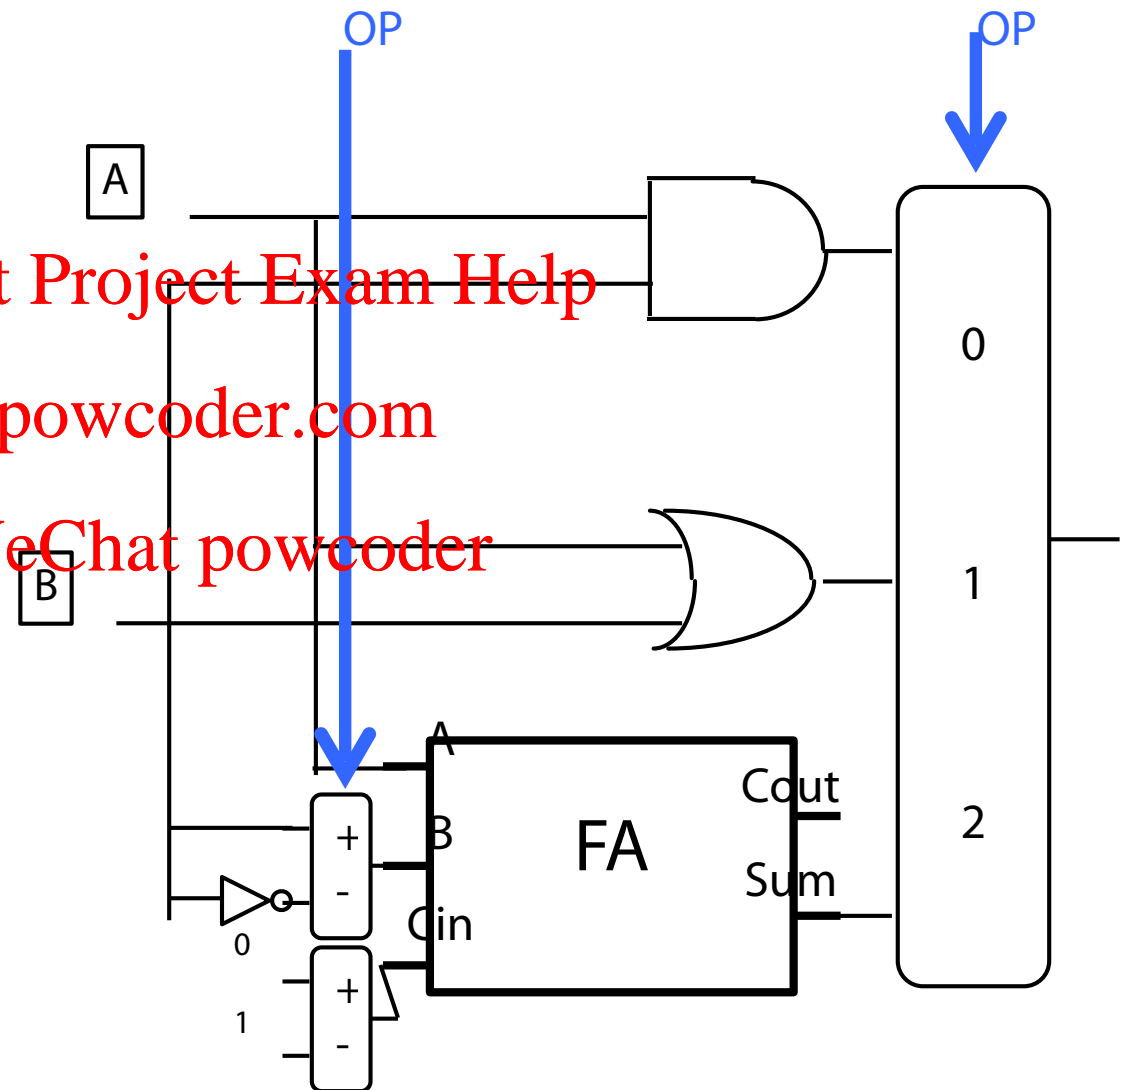 OP
OP
A
t Project Exam Help
0
powcoder.com
eChat powcoder
B
1
A
Cout
B
+
FA
2
-
Sum
Cin
0
+
1
-